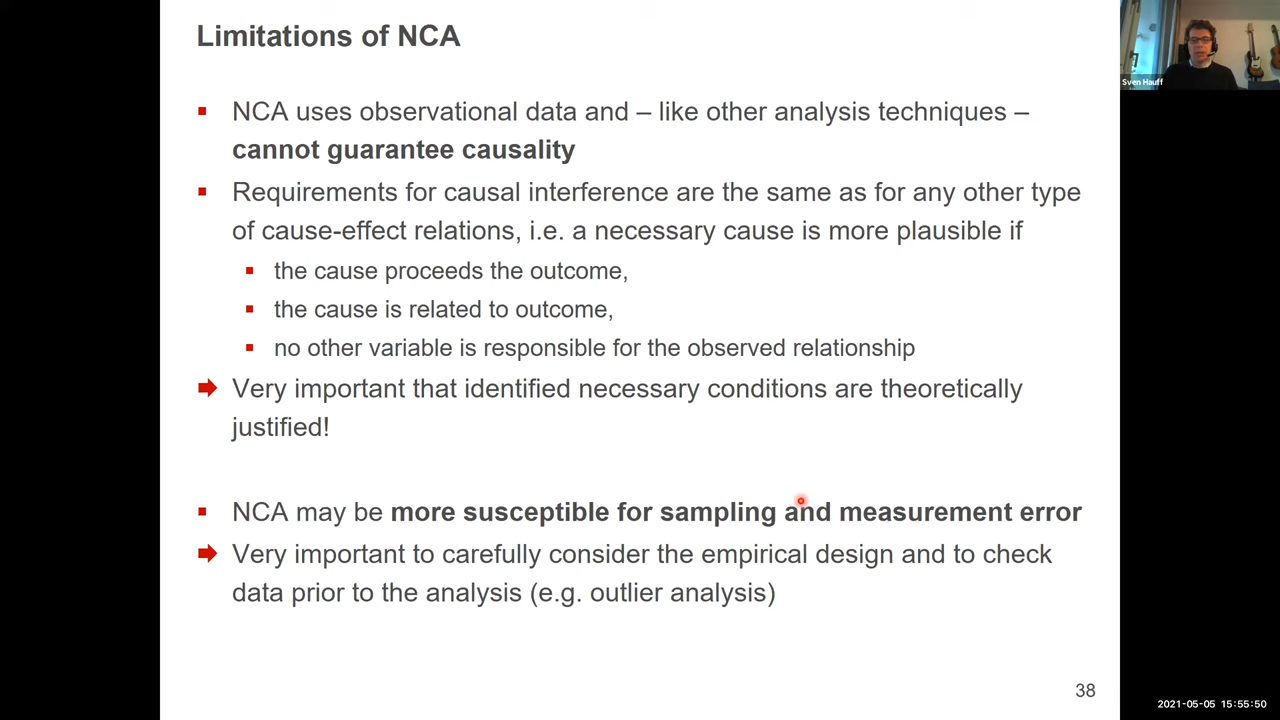 Limitations of NCA
NCA uses observational data and – like other analysis techniques –
cannot guarantee causality
Requirements for causal interference are the same as for any other type
of cause-effect relations, i.e. a necessary cause is more plausible if
the cause proceeds the outcome,
the cause is related to outcome,
no other variable is responsible for the observed relationship
Very important that identified necessary conditions are theoretically
justified!
NCA may be more susceptible for sampling and measurement error
Very important to carefully consider the empirical design and to check
data prior to the analysis (e.g. outlier analysis)
38
Sven Hauff
2021-05-05 15:55:50